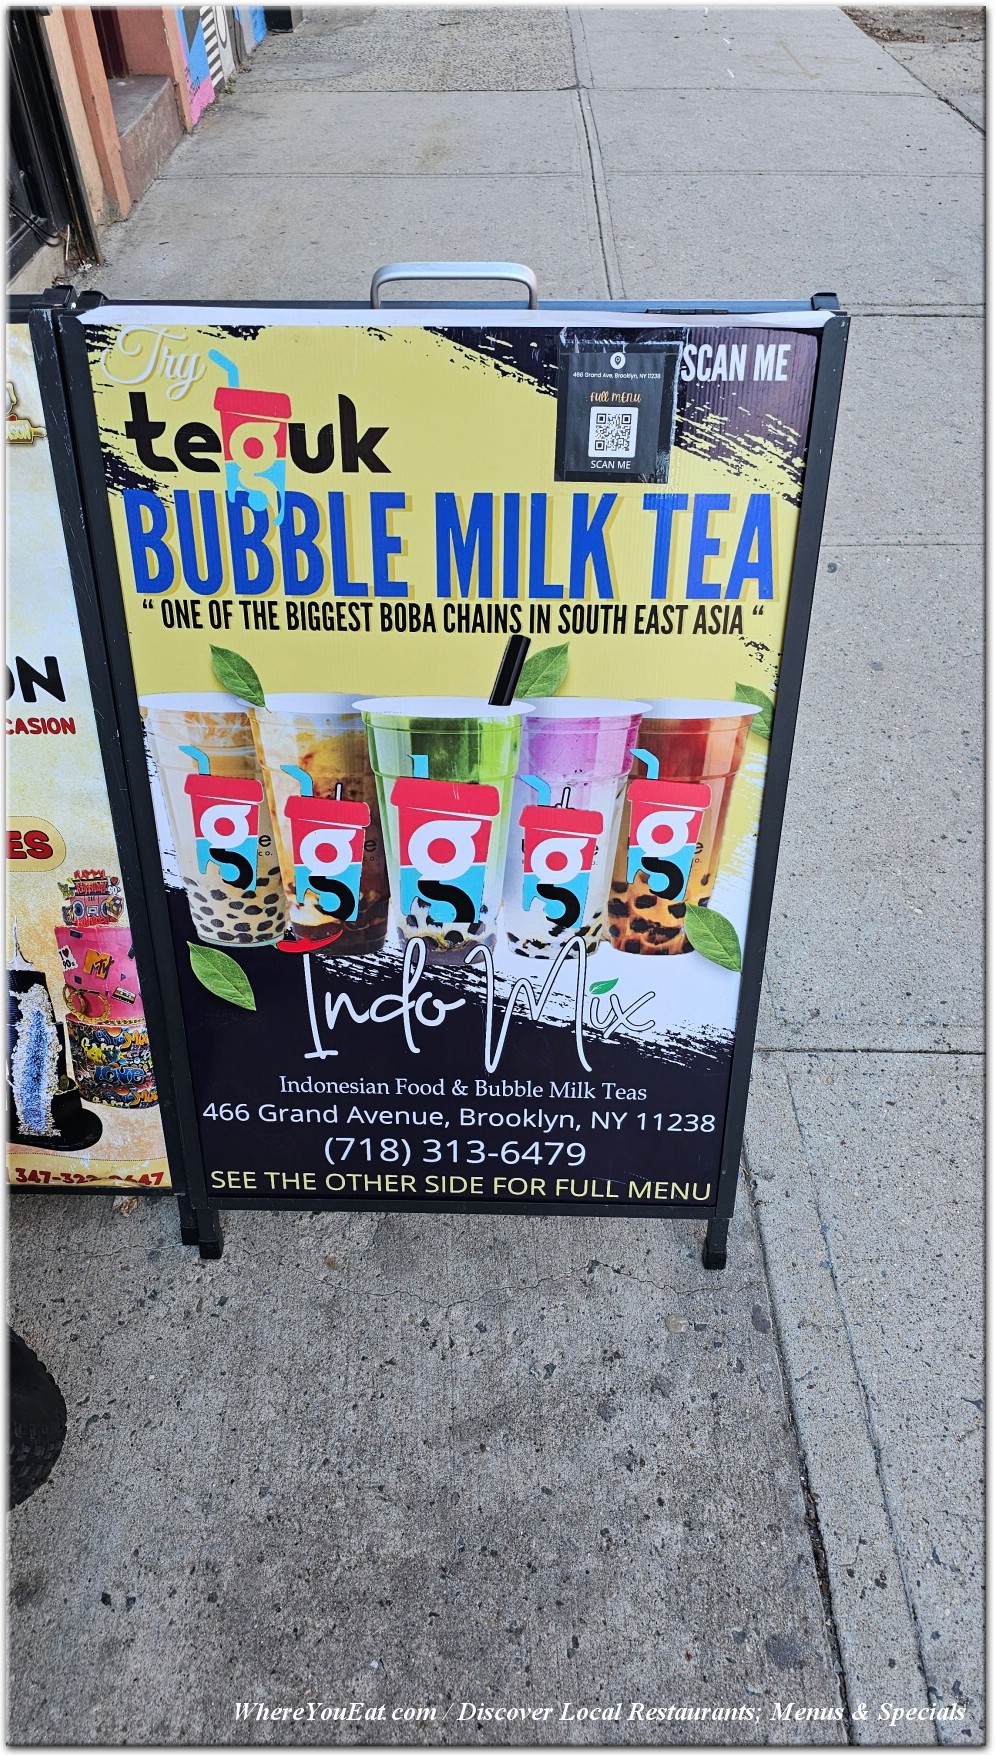 Try
teguk
BUBBLE MILK TEA
“ ONE OF THE BIGGEST BOBA CHAINS IN SOUTH EAST ASIA “
SCAN ME
466 Grand Ave, Brooklyn, NY 11238
FULL MENU
SCAN ME
g
g
g
g
g
Indo Mix
Indonesian Food & Bubble Milk Teas
466 Grand Avenue, Brooklyn, NY 11238
(718) 313-6479
SEE THE OTHER SIDE FOR FULL MENU
ON
CASION
ES
MTV
LOVE
WhereYouEat.com / Discover Local Restaurants; Menus & Specials